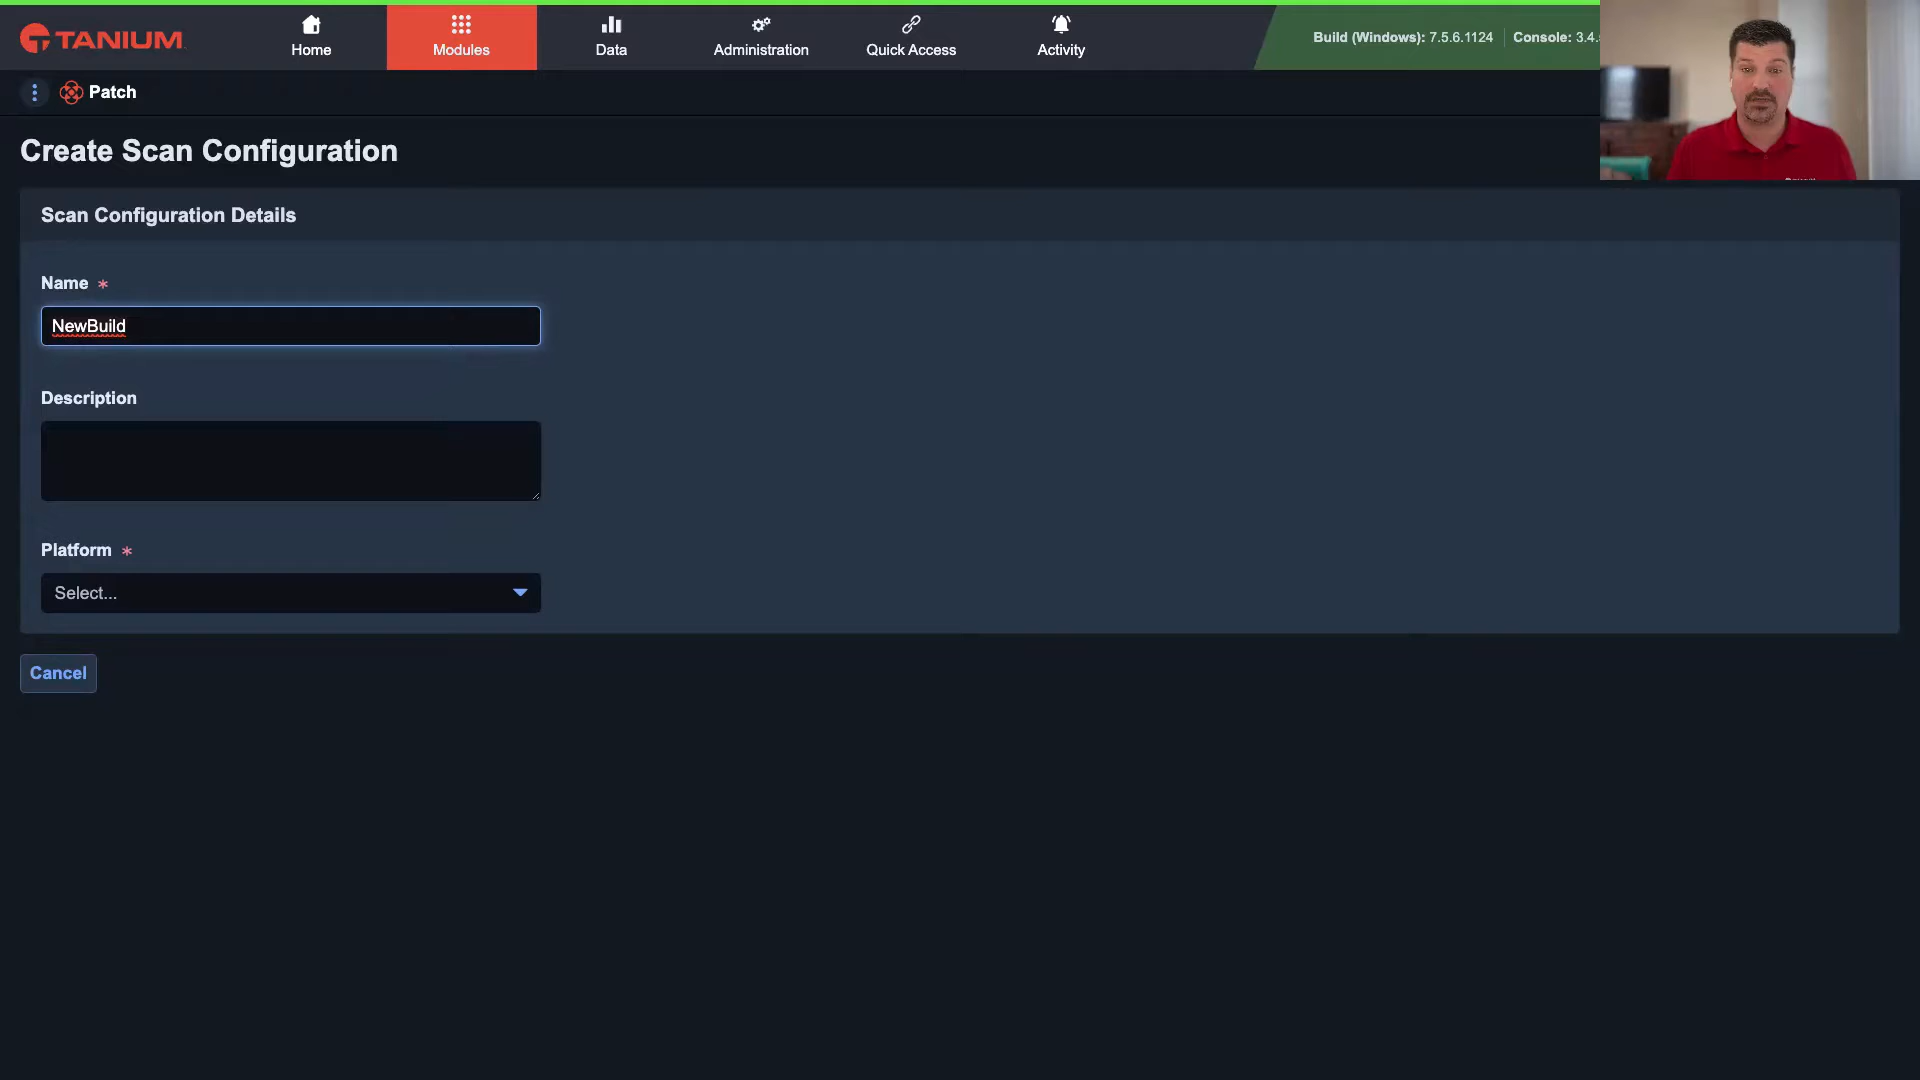 TANIUM
Home
Modules
Data
Administration
Quick Access
Activity
Build (Windows): 7.5.6.1124
Console: 3.4.
Patch
Create Scan Configuration
Scan Configuration Details
Name *
NewBuild
Description
Platform *
Select...
Cancel